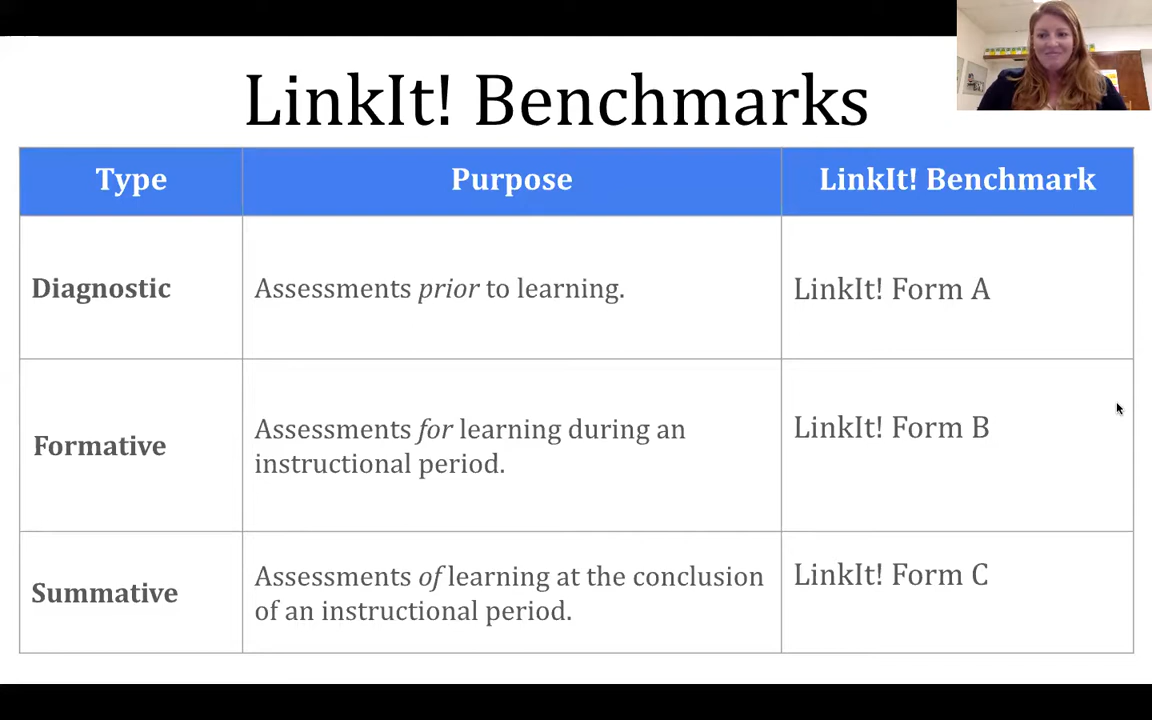 LinkIt! Benchmarks
Type
Purpose
LinkIt! Benchmark
Diagnostic
Assessments prior to learning.
LinkIt! Form A
Formative
Assessments for learning during an
instructional period.
LinkIt! Form B
Summative
Assessments of learning at the conclusion
of an instructional period.
LinkIt! Form C